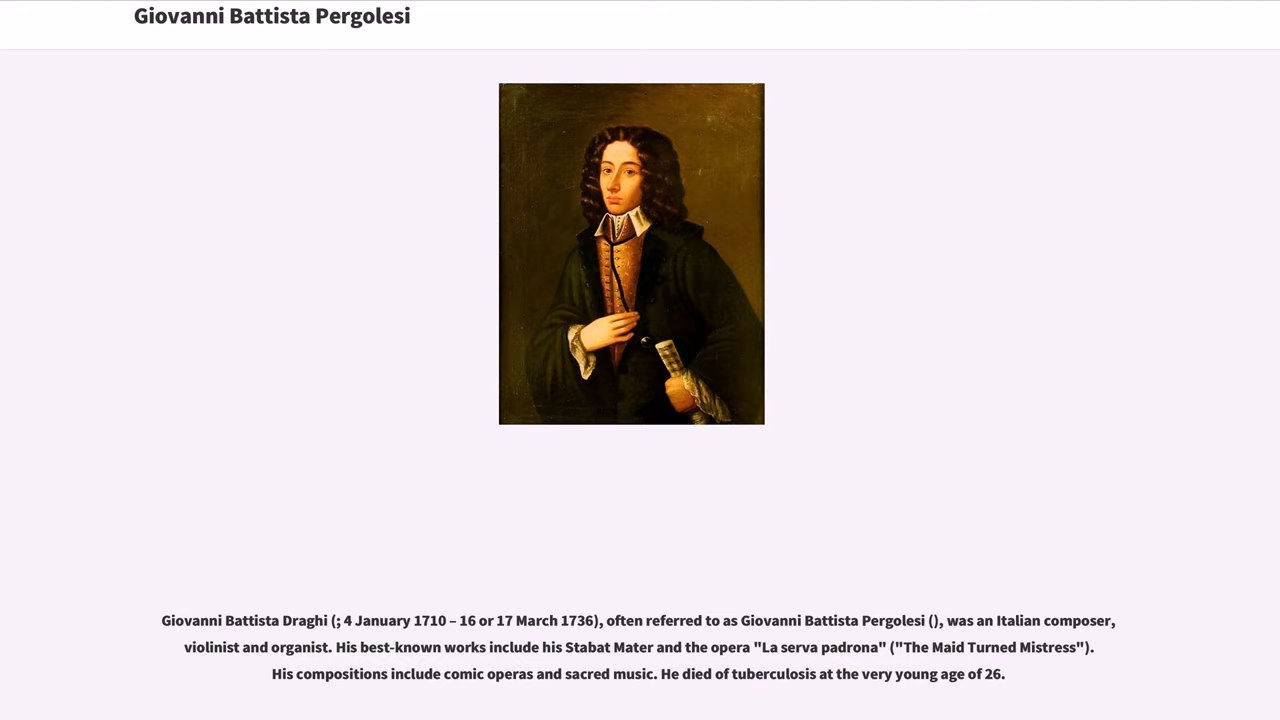 Giovanni Battista Pergolesi
Giovanni Battista Draghi (; 4 January 1710 – 16 or 17 March 1736), often referred to as Giovanni Battista Pergolesi (), was an Italian composer,
violinist and organist. His best-known works include his Stabat Mater and the opera "La serva padrona" ("The Maid Turned Mistress").
His compositions include comic operas and sacred music. He died of tuberculosis at the very young age of 26.